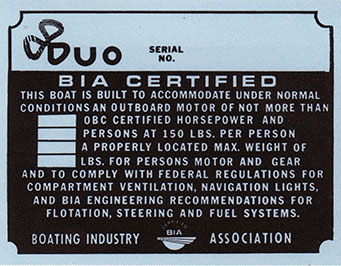 DUO
SERIAL
NO.
BIA CERTIFIED
THIS BOAT IS BUILT TO ACCOMMODATE UNDER NORMAL
CONDITIONS AN OUTBOARD MOTOR OF NOT MORE THAN
OBC CERTIFIED HORSEPOWER AND
PERSONS AT 150 LBS. PER PERSON
A PROPERLY LOCATED MAX. WEIGHT OF
LBS. FOR PERSONS MOTOR AND GEAR
AND TO COMPLY WITH FEDERAL REGULATIONS FOR
COMPARTMENT VENTILATION, NAVIGATION LIGHTS,
AND BIA ENGINEERING RECOMMENDATIONS FOR
FLOTATION, STEERING AND FUEL SYSTEMS.
BOATING INDUSTRY BIA ASSOCIATION